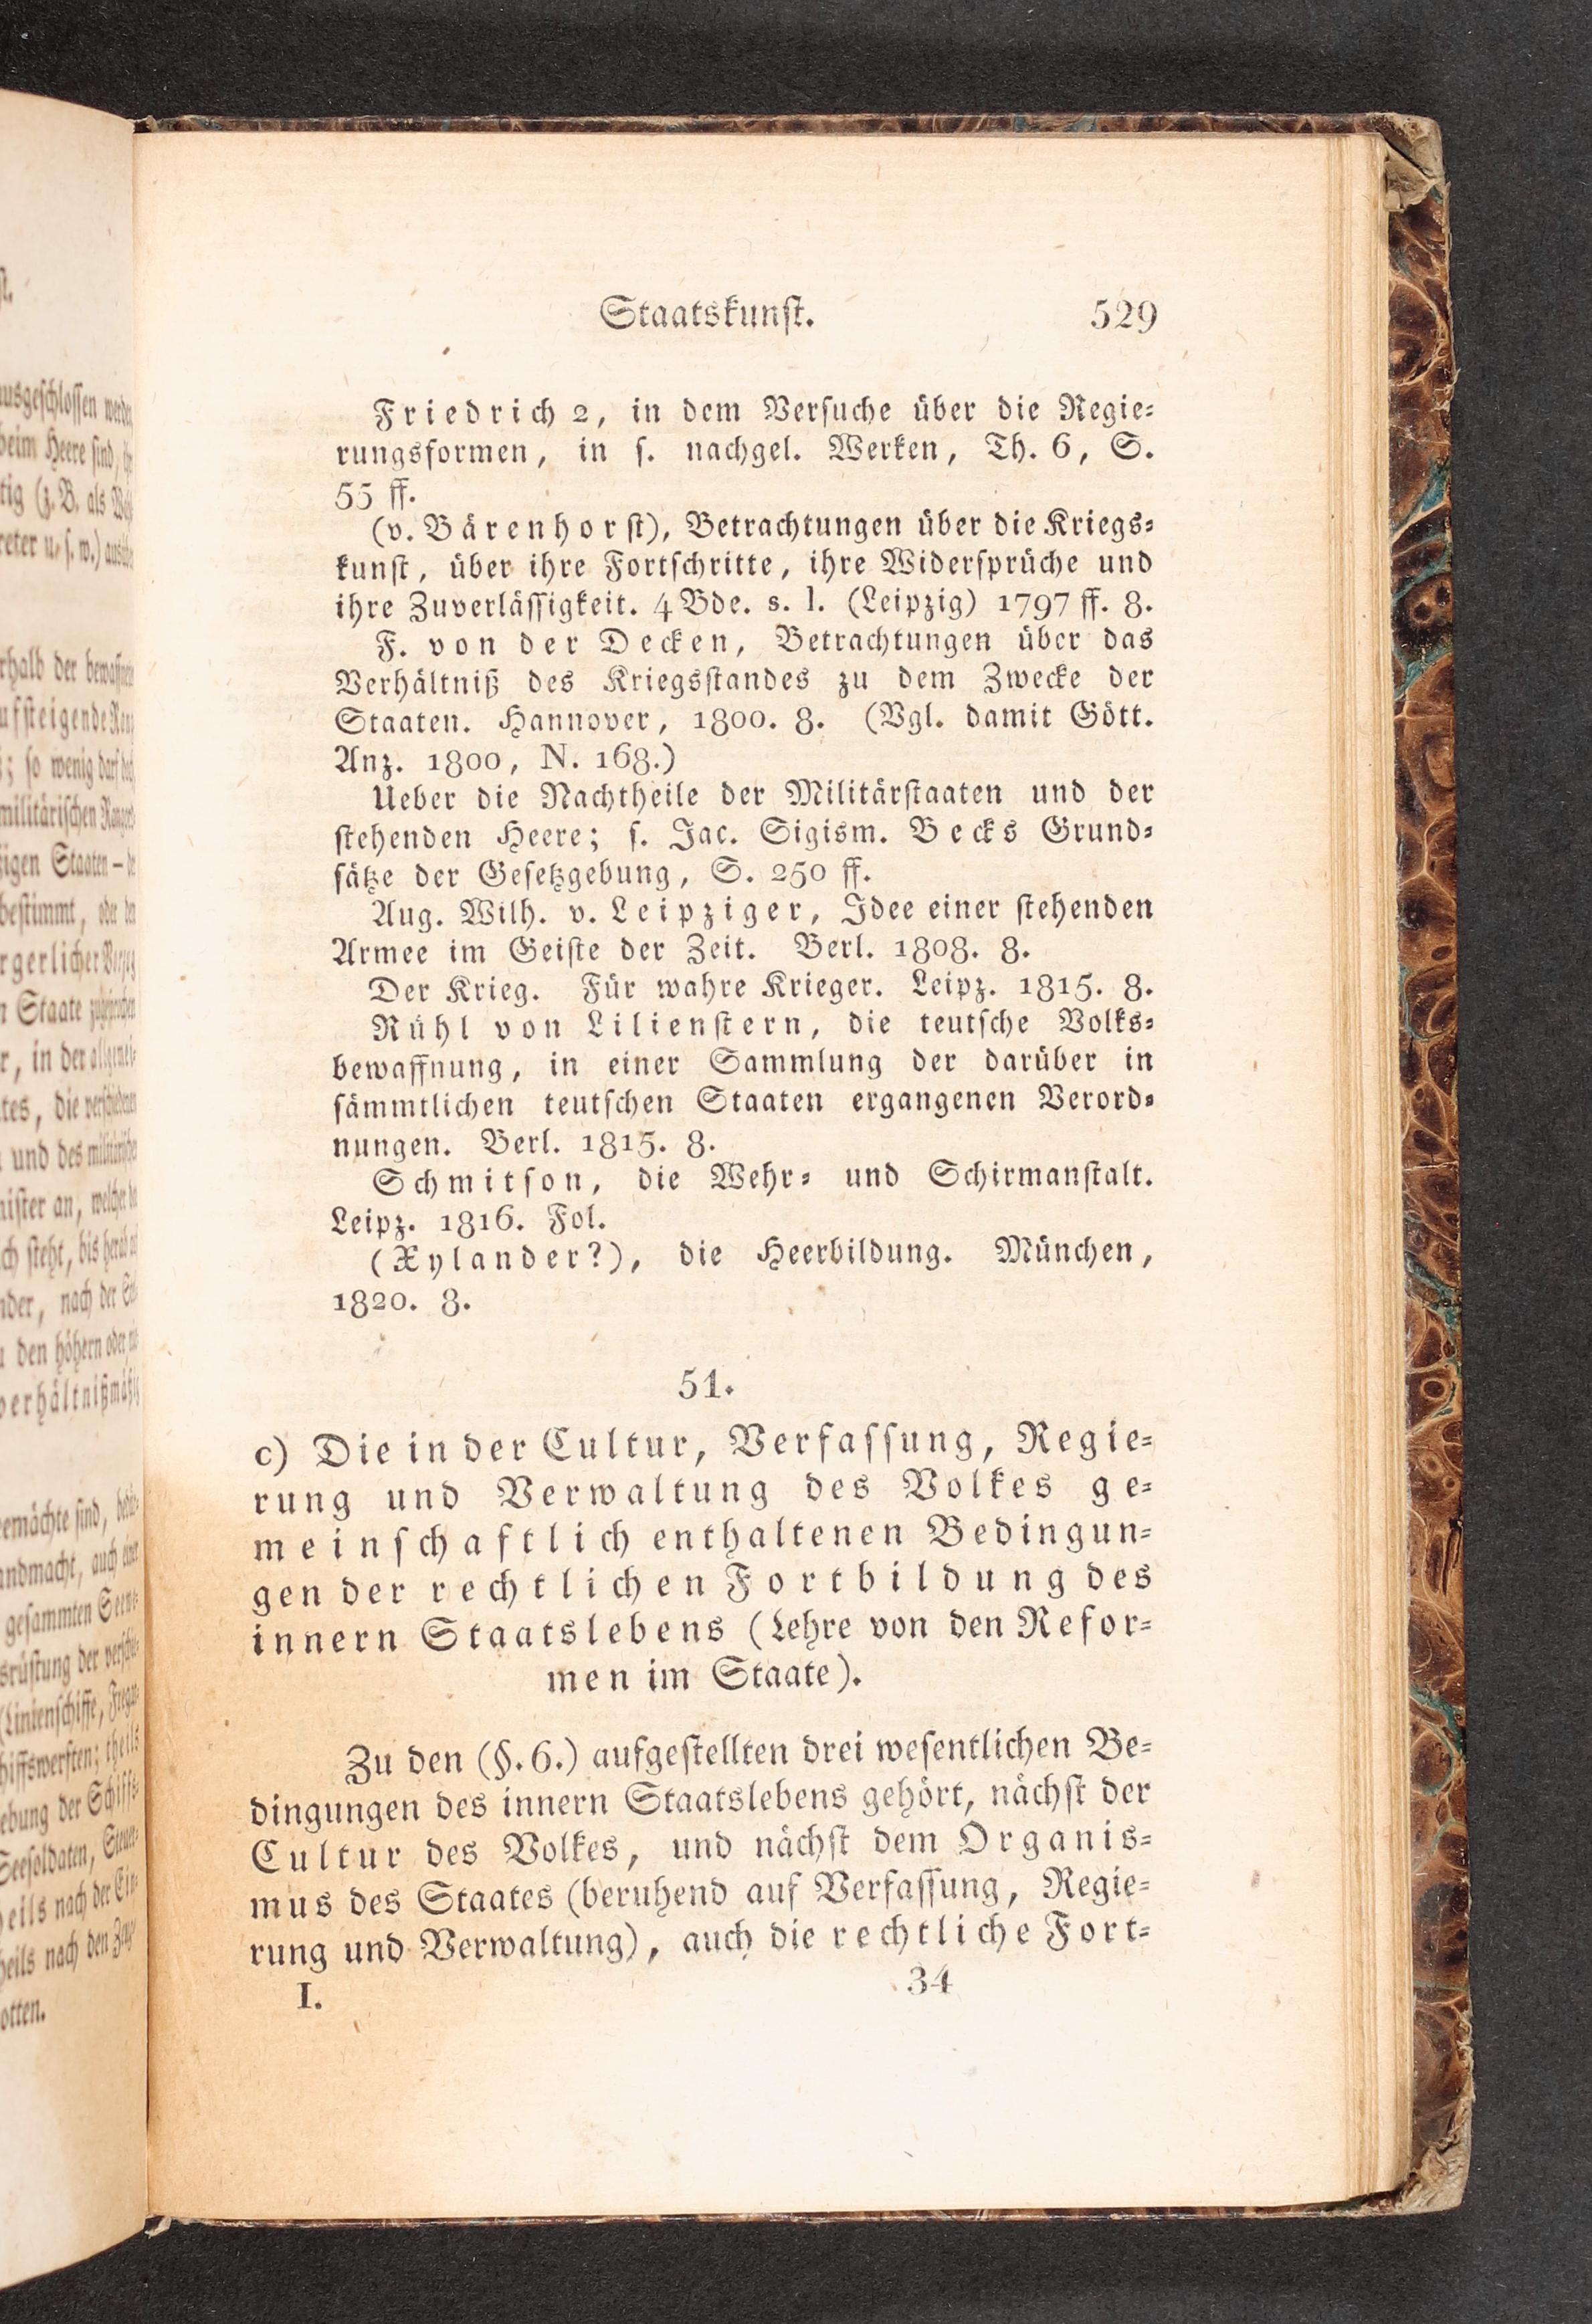 Staatskunſt. 529
Friedrich 2, in dem Verſuche über die Regie⸗
rungsformen, in ſ. nachgel. Werken, Th. 6, S.
55 ff.
(v. Bärenhorſt), Betrachtungen über die Kriegs⸗
kunſt, über ihre Fortſchritte, ihre Widerſprüche und
ihre Zuverläſſigkeit. 4 Bde. s. l. (Leipzig) 1797 ff. 8.
F. von der Decken, Betrachtungen über das
Verhältniß des Kriegsſtandes zu dem Zwecke der
Staaten. Hannover, 1800. 8. (Vgl. damit Gött.
Anz. 1800, N. 168.)
Ueber die Nachtheile der Militärſtaaten und der
ſtehenden Heere; ſ. Jac. Sigism. Becks Grund⸗
ſätze der Geſetzgebung, S. 250 ff.
Aug. Wilh. v. Leipziger, Idee einer ſtehenden
Armee im Geiſte der Zeit. Berl. 1808. 8.
Der Krieg. Für wahre Krieger. Leipz. 1815. 8.
Rühl von Lilienſtern, die teutſche Volks⸗
bewaffnung, in einer Sammlung der darüber in
ſämmtlichen teutſchen Staaten ergangenen Verord⸗
nungen. Berl. 1815. 8.
Schmitſon, die Wehr⸗ und Schirmanſtalt.
Leipz. 1816. Fol.
(Xylander?), die Heerbildung. München,
1820. 8.
51.
c) Die in der Cultur, Verfaſſung, Regie⸗
rung und Verwaltung des Volkes ge⸗
meinſchaftlich enthaltenen Bedingun⸗
gen der rechtlichen Fortbildung des
innern Staatslebens (Lehre von den Refor⸗
men im Staate).
Zu den (§. 6.) aufgeſtellten drei weſentlichen Be⸗
dingungen des innern Staatslebens gehört, nächſt der
Cultur des Volkes, und nächſt dem Organis⸗
mus des Staates (beruhend auf Verfaſſung, Regie⸗
rung und Verwaltung), auch die rechtliche Fort⸗
I. 34